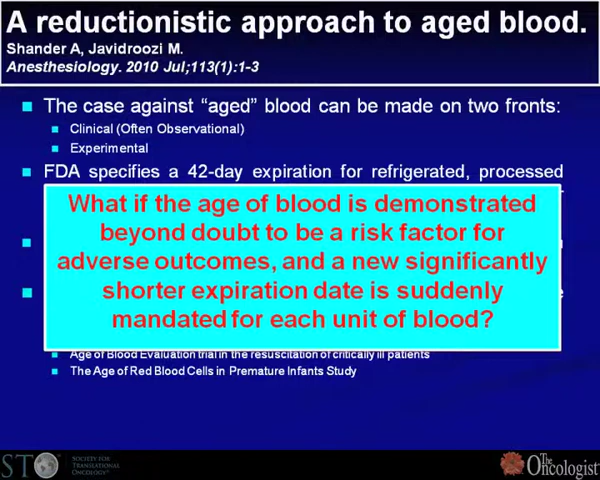 A reductionistic approach to aged blood.
Shander A, Javidroozi M.
Anesthesiology. 2010 Jul;113(1):1-3
The case against “aged” blood can be made on two fronts:
Clinical (Often Observational)
Experimental
FDA specifies a 42-day expiration for refrigerated, processed
What if the age of blood is demonstrated
beyond doubt to be a risk factor for
adverse outcomes, and a new significantly
shorter expiration date is suddenly
mandated for each unit of blood?
Age of Blood Evaluation trial in the resuscitation of critically ill patients
The Age of Red Blood Cells in Premature Infants Study
STO
SOCIETY FOR
TRANSLATIONAL
ONCOLOGY
The
Oncologist